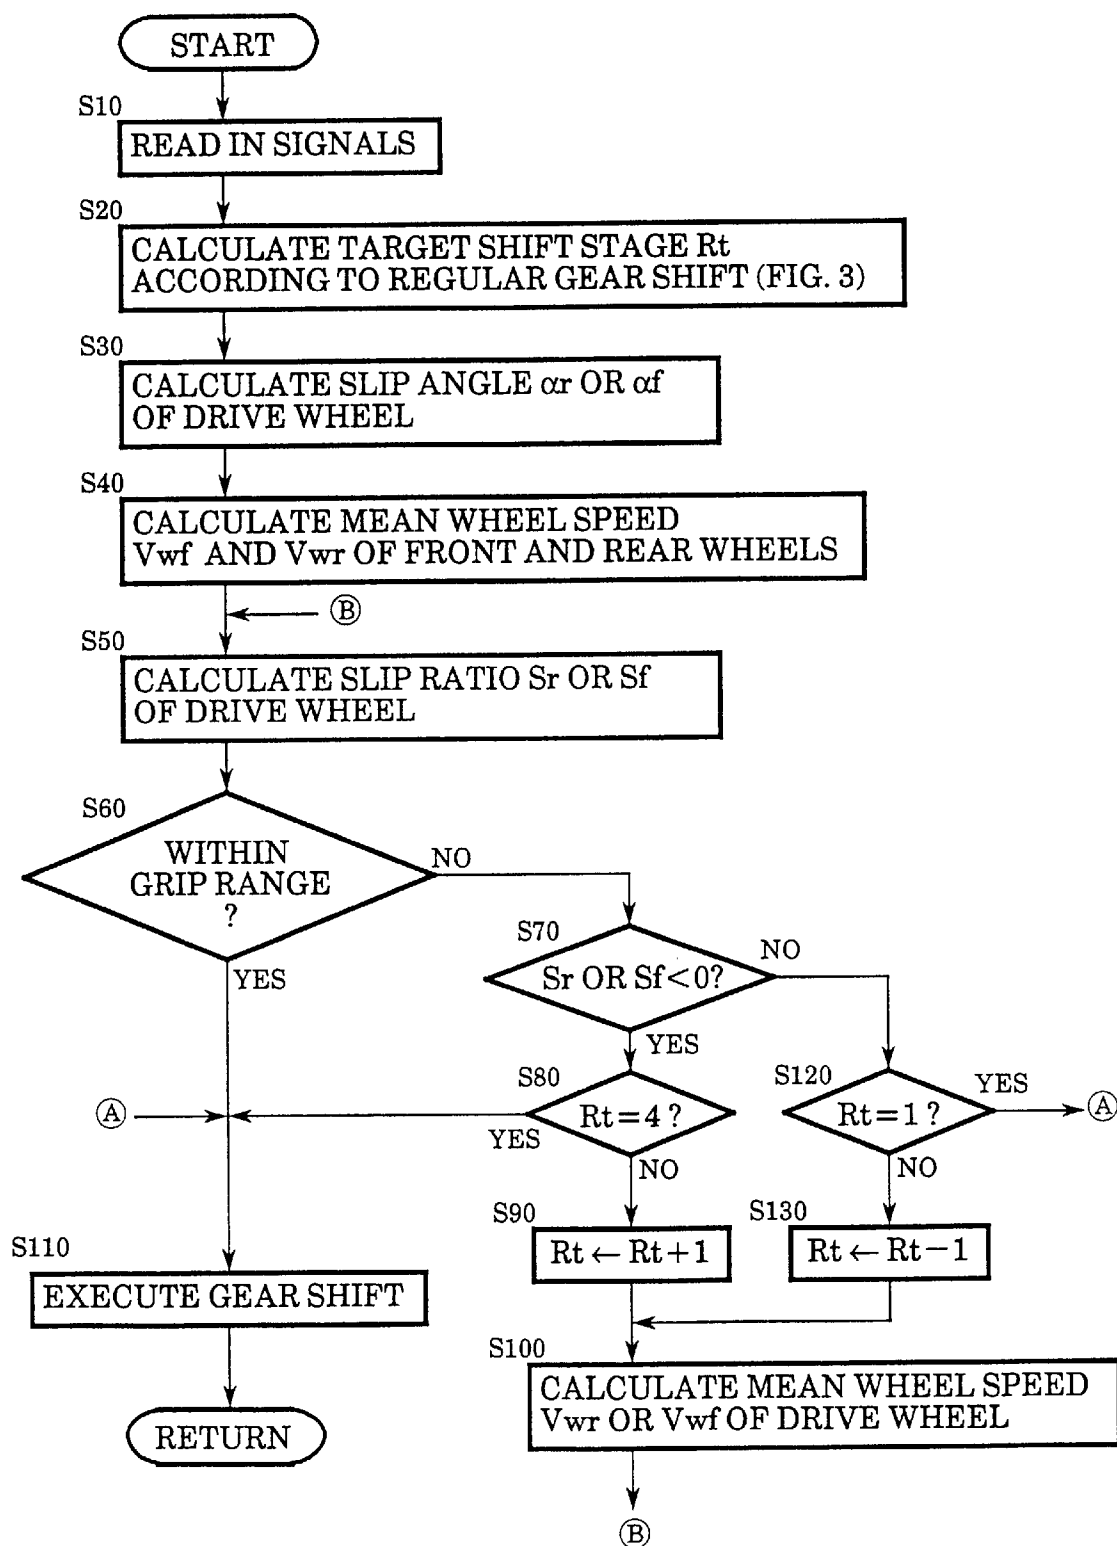 START
S10
READ IN SIGNALS
S20
CALCULATE TARGET SHIFT STAGE Rt
ACCORDING TO REGULAR GEAR SHIFT (FIG. 3)
S30
CALCULATE SLIP ANGLE αr OR αf
OF DRIVE WHEEL
S40
CALCULATE MEAN WHEEL SPEED
Vwf AND Vwr OF FRONT AND REAR WHEELS
B
S50
CALCULATE SLIP RATIO Sr OR Sf
OF DRIVE WHEEL
S60
WITHIN
GRIP RANGE
?
NO
YES
S70
Sr OR Sf<0?
NO
YES
S80
Rt=4?
YES
NO
S120
Rt=1?
YES
A
NO
A
S90
Rt ← Rt+1
S130
Rt ← Rt−1
S110
EXECUTE GEAR SHIFT
S100
CALCULATE MEAN WHEEL SPEED
Vwr OR Vwf OF DRIVE WHEEL
RETURN
B